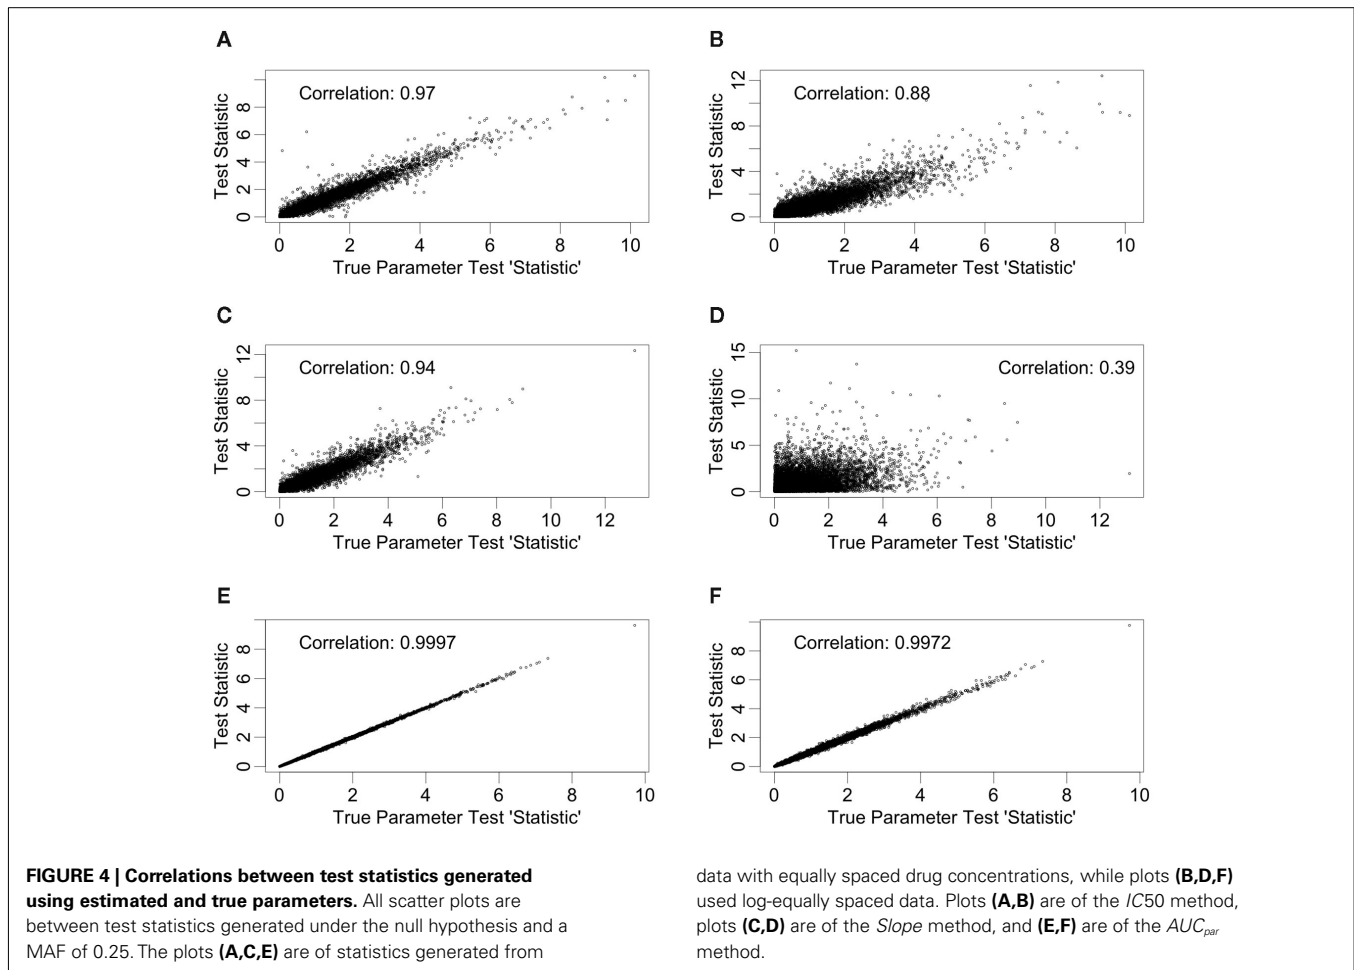 A
Correlation: 0.97
Test Statistic
0 2 4 6 8
0 2 4 6 8 10
True Parameter Test 'Statistic'
B
Correlation: 0.88
Test Statistic
0 4 8 12
0 2 4 6 8 10
True Parameter Test 'Statistic'
C
Correlation: 0.94
Test Statistic
0 4 8 12
0 2 4 6 8 10 12
True Parameter Test 'Statistic'
D
Correlation: 0.39
Test Statistic
0 5 10 15
0 2 4 6 8 10 12
True Parameter Test 'Statistic'
E
Correlation: 0.9997
Test Statistic
0 2 4 6 8
0 2 4 6 8 10
True Parameter Test 'Statistic'
F
Correlation: 0.9972
Test Statistic
0 2 4 6 8
0 2 4 6 8 10
True Parameter Test 'Statistic'
FIGURE 4 | Correlations between test statistics generated
using estimated and true parameters. All scatter plots are
between test statistics generated under the null hypothesis and a
MAF of 0.25. The plots (A,C,E) are of statistics generated from
data with equally spaced drug concentrations, while plots (B,D,F)
used log-equally spaced data. Plots (A,B) are of the IC50 method,
plots (C,D) are of the Slope method, and (E,F) are of the AUCpar
method.